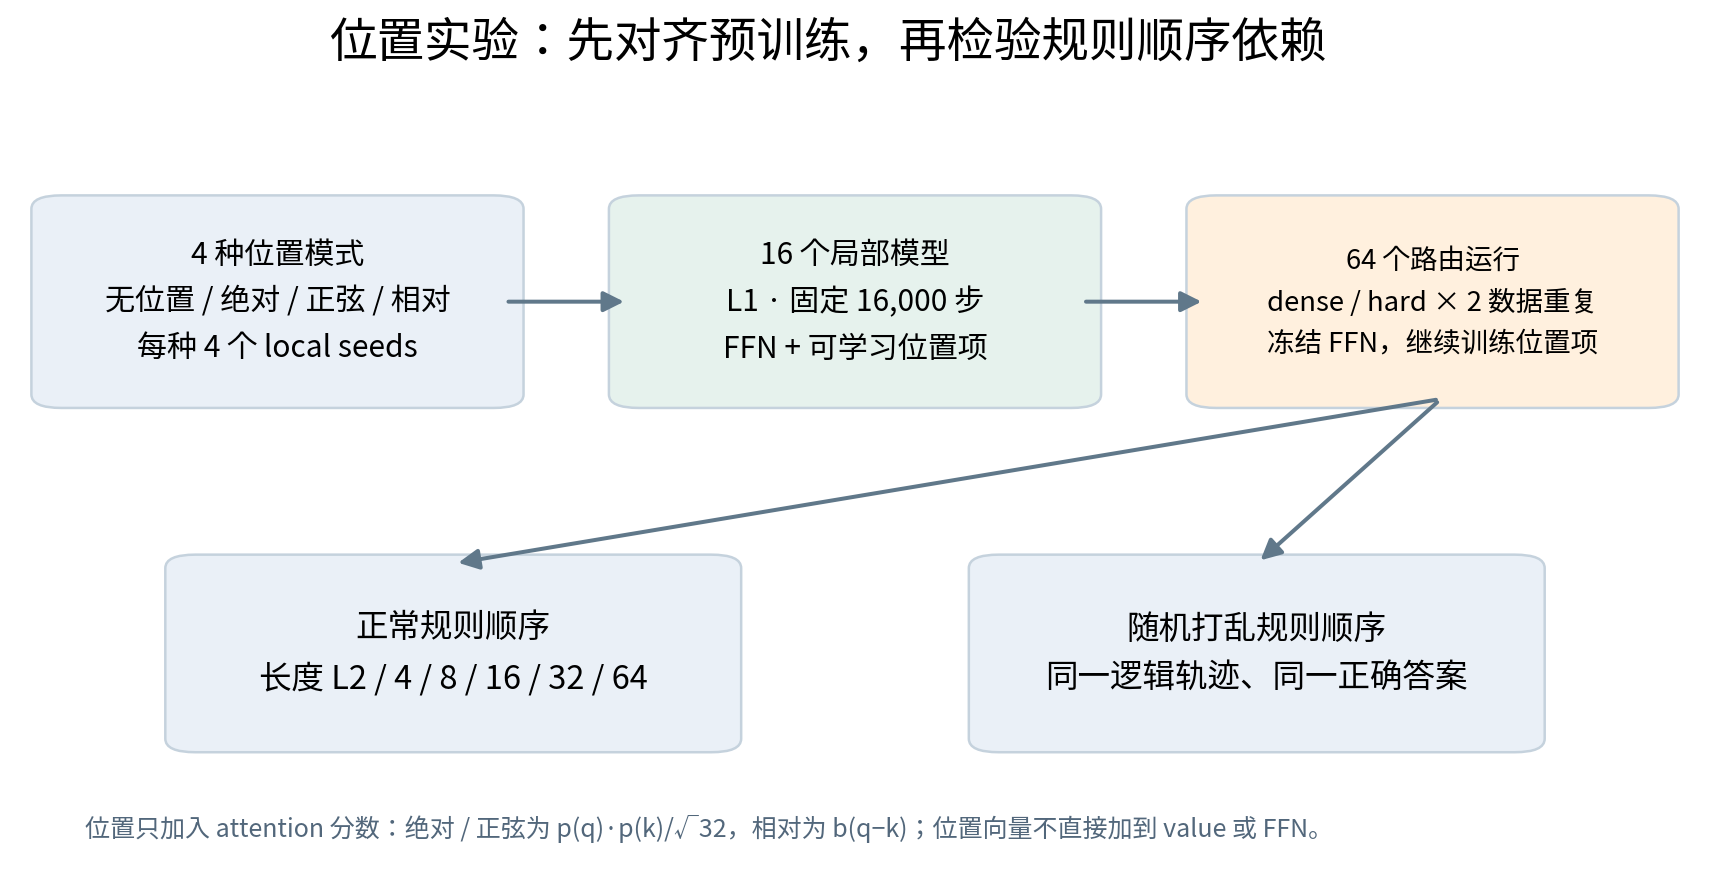 位置实验：先对齐预训练，再检验规则顺序依赖
4 种位置模式
无位置 / 绝对 / 正弦 / 相对
每种 4 个 local seeds
16 个局部模型
L1 · 固定 16,000 步
FFN + 可学习位置项
64 个路由运行
dense / hard × 2 数据重复
冻结 FFN，继续训练位置项
正常规则顺序
长度 L2 / 4 / 8 / 16 / 32 / 64
随机打乱规则顺序
同一逻辑轨迹、同一正确答案
位置只加入 attention 分数：绝对 / 正弦为 p(q)·p(k)/√32，相对为 b(q−k)；位置向量不直接加到 value 或 FFN。